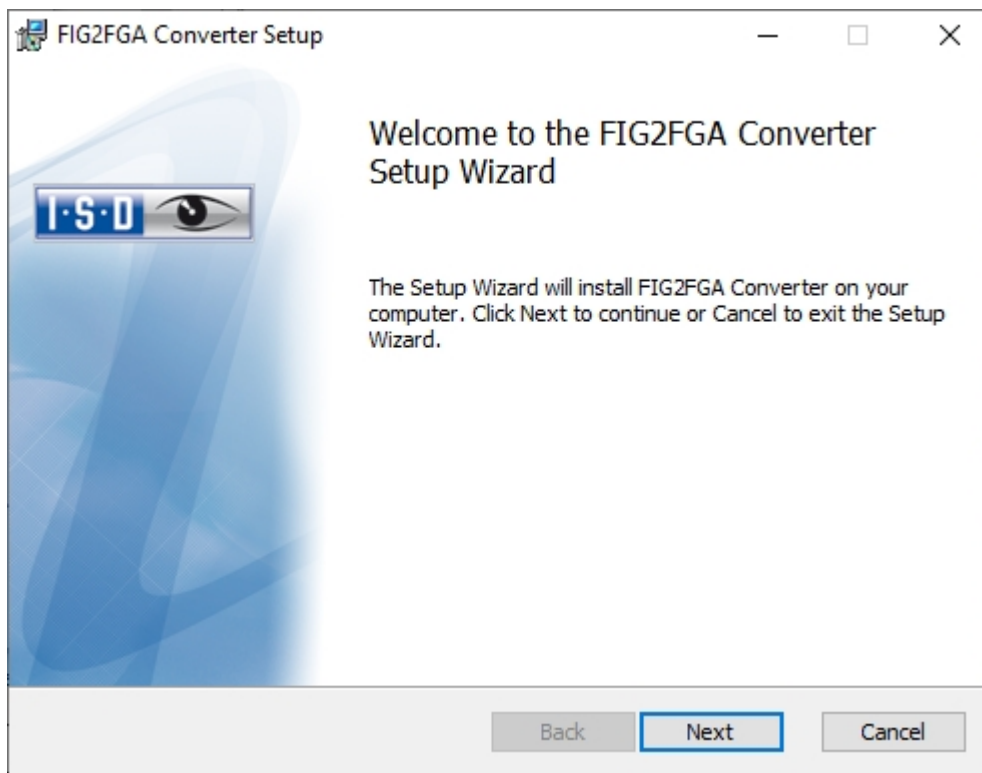 FIG2FGA Converter Setup
Welcome to the FIG2FGA Converter
Setup Wizard
I·S·D
The Setup Wizard will install FIG2FGA Converter on your
computer. Click Next to continue or Cancel to exit the Setup
Wizard.
Back Next Cancel